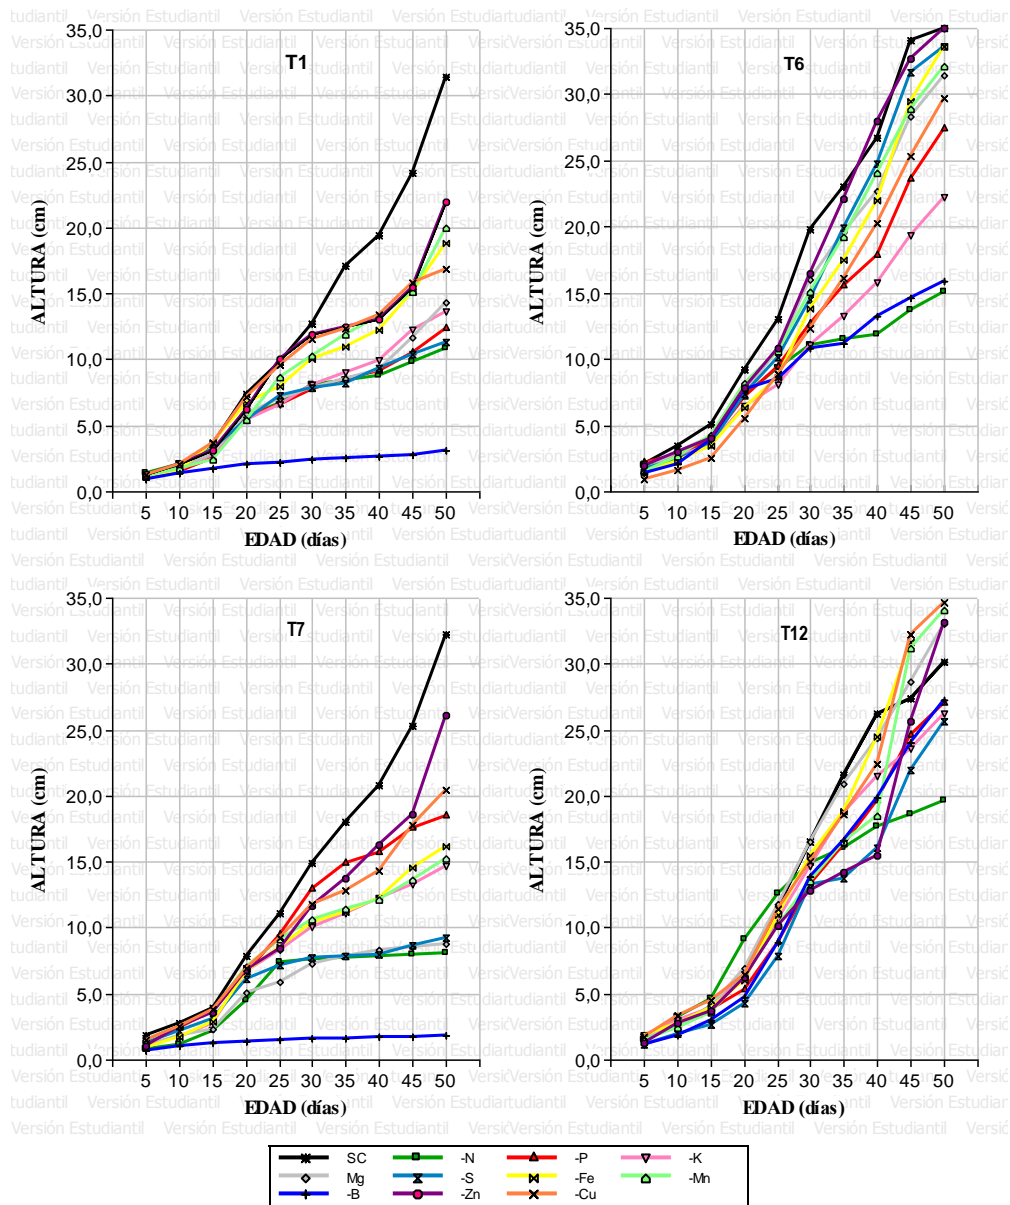 T1
35,0
30,0
25,0
20,0
15,0
10,0
5,0
0,0
ALTURA (cm)
5 10 15 20 25 30 35 40 45 50
EDAD (días)
T6
35,0
30,0
25,0
20,0
15,0
10,0
5,0
0,0
ALTURA (cm)
5 10 15 20 25 30 35 40 45 50
EDAD (días)
T7
35,0
30,0
25,0
20,0
15,0
10,0
5,0
0,0
ALTURA (cm)
5 10 15 20 25 30 35 40 45 50
EDAD (días)
T12
35,0
30,0
25,0
20,0
15,0
10,0
5,0
0,0
ALTURA (cm)
5 10 15 20 25 30 35 40 45 50
EDAD (días)
SC -N -P -K
Mg -S -Fe -Mn
-B -Zn -Cu
Versión Estudiantil